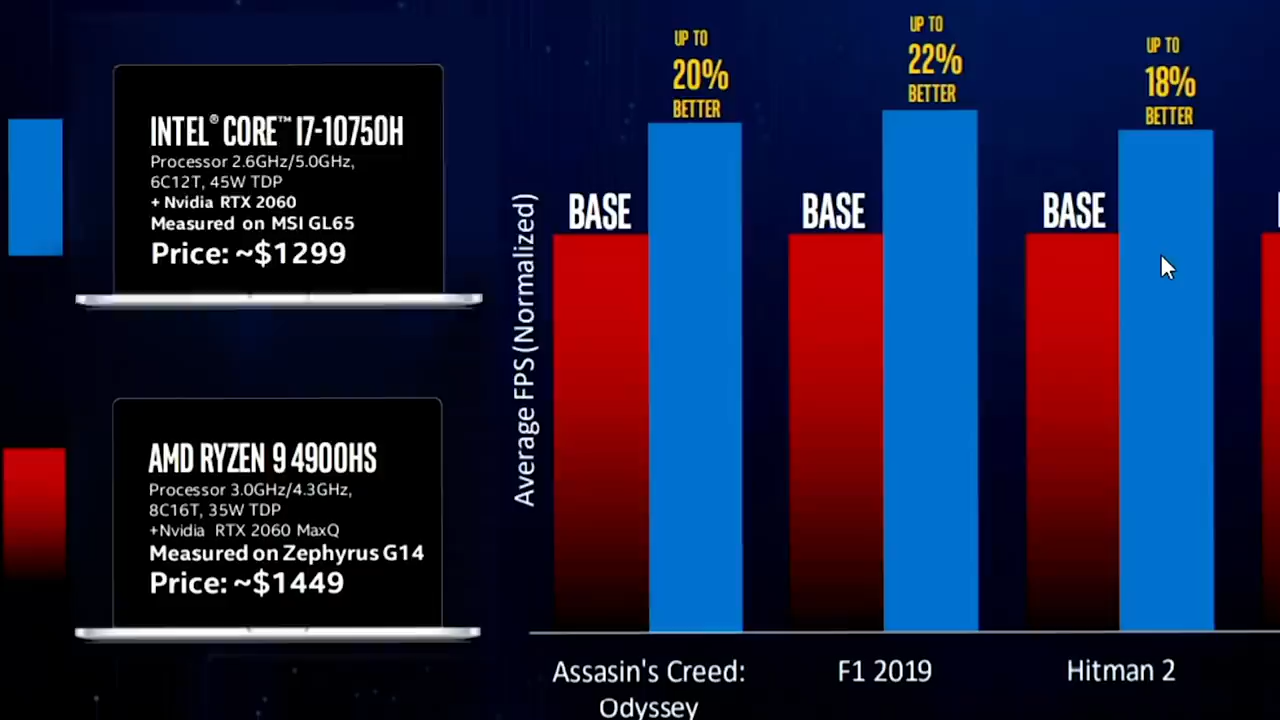 INTEL® CORE™ I7-10750H
Processor 2.6GHz/5.0GHz,
6C12T, 45W TDP
+ Nvidia RTX 2060
Measured on MSI GL65
Price: ~$1299
AMD RYZEN 9 4900HS
Processor 3.0GHz/4.3GHz,
8C16T, 35W TDP
+Nvidia RTX 2060 MaxQ
Measured on Zephyrus G14
Price: ~$1449
Average FPS (Normalized)
UP TO
20%
BETTER
BASE
UP TO
22%
BETTER
BASE
UP TO
18%
BETTER
BASE
Assasin's Creed:
Odyssey
F1 2019
Hitman 2